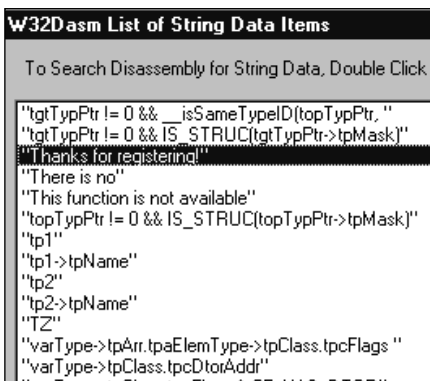 W32Dasm List of String Data Items
To Search Disassembly for String Data, Double Click
"tgtTypPtr != 0 && __isSameTypeID(topTypPtr, "
"tgtTypPtr != 0 && IS_STRUC(tgtTypPtr->tpMask)"
"Thanks for registering!"
"There is no"
"This function is not available"
"topTypPtr != 0 && IS_STRUC(topTypPtr->tpMask)"
"tp1"
"tp1->tpName"
"tp2"
"tp2->tpName"
"TZ"
"varType->tpArr.tpaElemType->tpClass.tpcFlags "
"varType->tpClass.tpcDtorAddr"